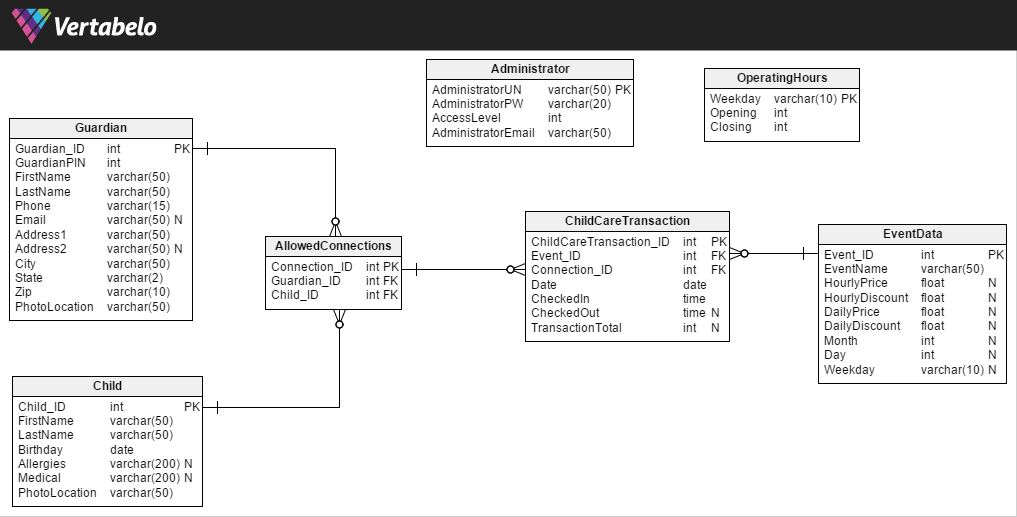 Vertabelo
Administrator
AdministratorUN varchar(50) PK
AdministratorPW varchar(20)
AccessLevel int
AdministratorEmail varchar(50)
OperatingHours
Weekday varchar(10) PK
Opening int
Closing int
Guardian
Guardian_ID int PK
GuardianPIN int
FirstName varchar(50)
LastName varchar(50)
Phone varchar(15)
Email varchar(50) N
Address1 varchar(50)
Address2 varchar(50) N
City varchar(50)
State varchar(2)
Zip varchar(10)
PhotoLocation varchar(50)
AllowedConnections
Connection_ID int PK
Guardian_ID int FK
Child_ID int FK
ChildCareTransaction
ChildCareTransaction_ID int PK
Event_ID int FK
Connection_ID int FK
Date date
CheckedIn time
CheckedOut time N
TransactionTotal int N
EventData
Event_ID int PK
EventName varchar(50)
HourlyPrice float N
HourlyDiscount float N
DailyPrice float N
DailyDiscount float N
Month int N
Day int N
Weekday varchar(10) N
Child
Child_ID int PK
FirstName varchar(50)
LastName varchar(50)
Birthday date
Allergies varchar(200) N
Medical varchar(200) N
PhotoLocation varchar(50)